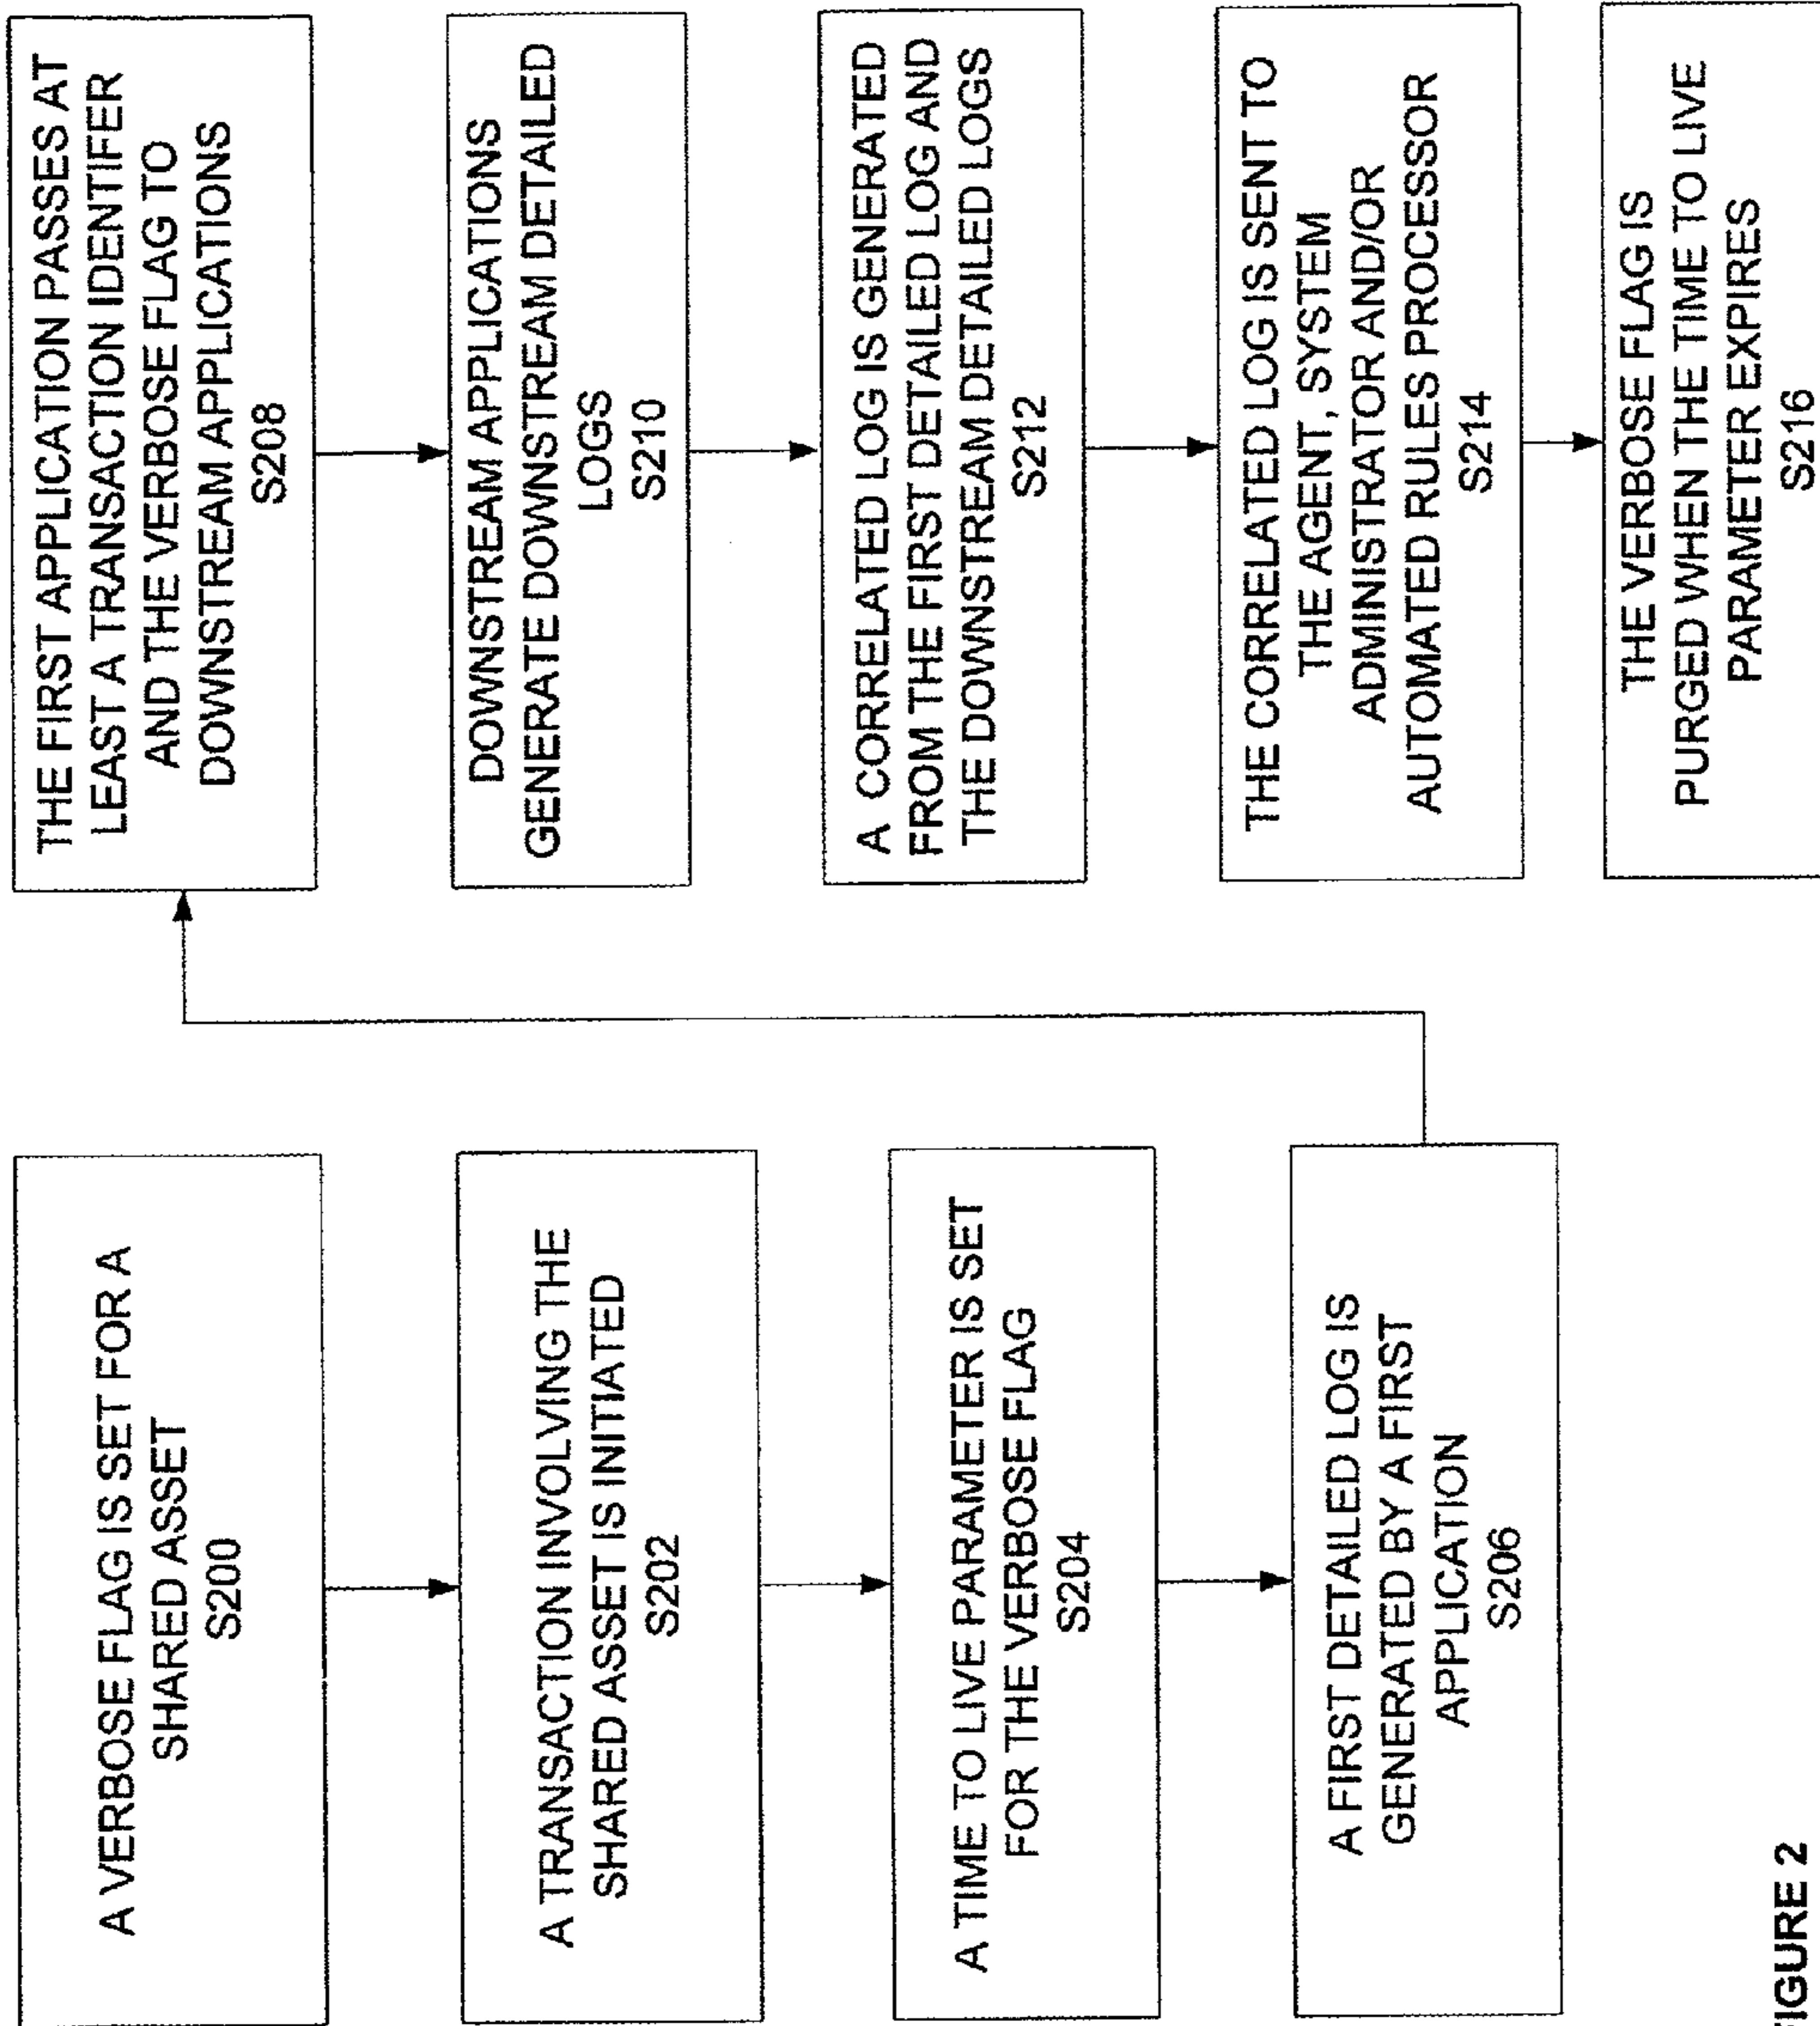 A VERBOSE FLAG IS SET FOR A
SHARED ASSET
S200
A TRANSACTION INVOLVING THE
SHARED ASSET IS INITIATED
S202
A TIME TO LIVE PARAMETER IS SET
FOR THE VERBOSE FLAG
S204
A FIRST DETAILED LOG IS
GENERATED BY A FIRST
APPLICATION
S206
THE FIRST APPLICATION PASSES AT
LEAST A TRANSACTION IDENTIFER
AND THE VERBOSE FLAG TO
DOWNSTREAM APPLICATIONS
S208
DOWNSTREAM APPLICATIONS
GENERATE DOWNSTREAM DETAILED
LOGS
S210
A CORRELATED LOG IS GENERATED
FROM THE FIRST DETAILED LOG AND
THE DOWNSTREAM DETAILED LOGS
S212
THE CORRELATED LOG IS SENT TO
THE AGENT, SYSTEM
ADMINISTRATOR AND/OR
AUTOMATED RULES PROCESSOR
S214
THE VERBOSE FLAG IS
PURGED WHEN THE TIME TO LIVE
PARAMETER EXPIRES
S216
FIGURE 2